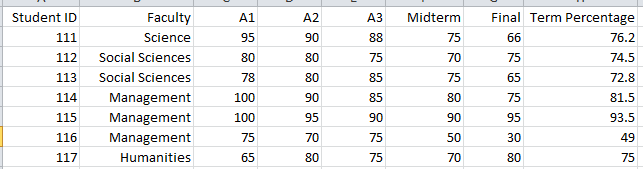 Student ID Faculty A1 A2 A3 Midterm Final Term Percentage
111 Science 95 90 88 75 66 76.2
112 Social Sciences 80 80 75 70 75 74.5
113 Social Sciences 78 80 85 75 65 72.8
114 Management 100 90 85 80 75 81.5
115 Management 100 95 90 90 95 93.5
116 Management 75 70 75 50 30 49
117 Humanities 65 80 75 70 80 75